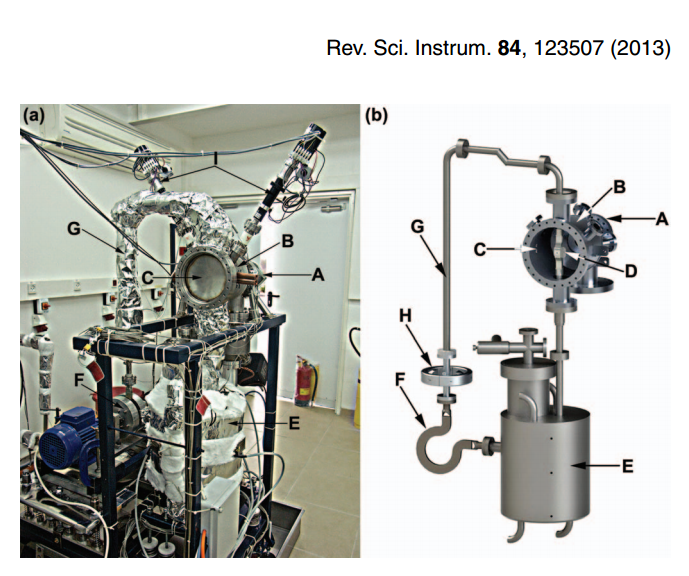 Rev. Sci. Instrum. 84, 123507 (2013)
(a)
I
G
B
C
A
F
E
(b)
B
A
G
C
D
H
F
E